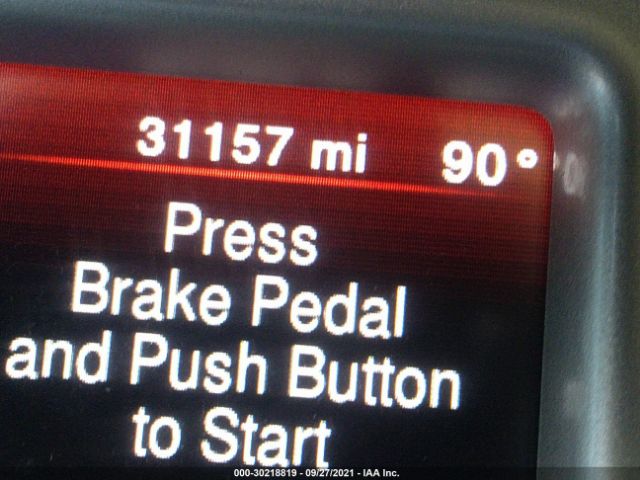 31157 mi 90°
Press
Brake Pedal
and Push Button
to Start
000-30218819 - 09/27/2021 - IAA Inc.